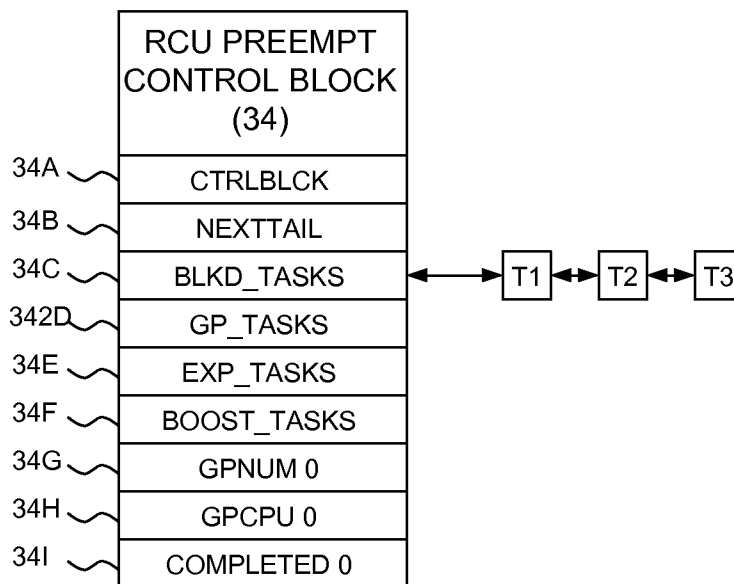 RCU PREEMPT
CONTROL BLOCK
(34)
34A CTRLBLCK
34B NEXTTAIL
34C BLKD_TASKS T1 T2 T3
342D GP_TASKS
34E EXP_TASKS
34F BOOST_TASKS
34G GPNUM 0
34H GPCPU 0
34I COMPLETED 0